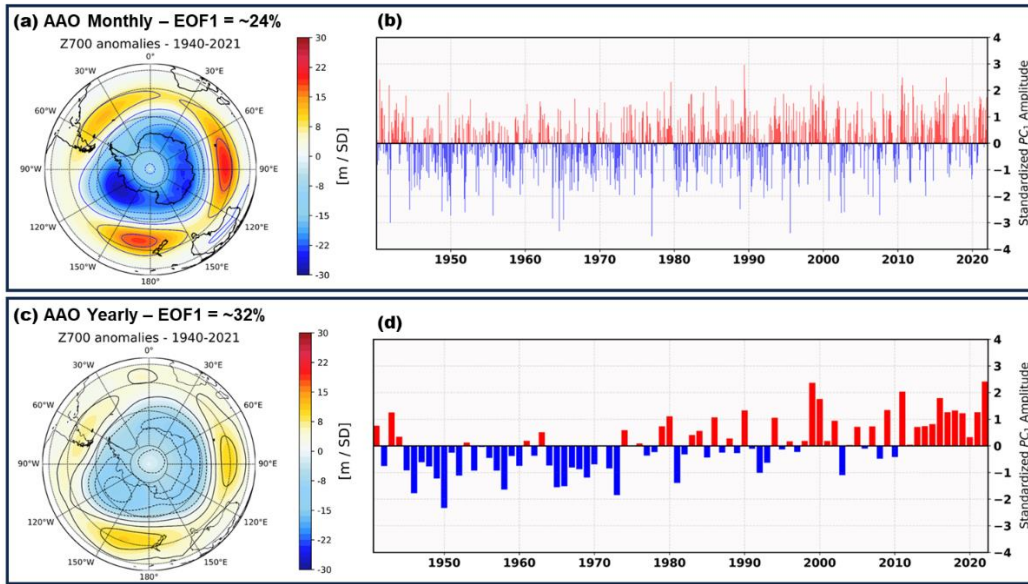 (a) AAO Monthly – EOF1 = ~24%
Z700 anomalies - 1940-2021
0°
30°W
30°E
60°W
60°E
90°W
90°E
120°W
120°E
150°W
150°E
180°
30
22
15
8
0
-8
-15
-22
-30
[m / SD]
(b)
4
3
2
1
0
-1
-2
-3
-4
Standardized PC₁ Amplitude
1950
1960
1970
1980
1990
2000
2010
2020
(c) AAO Yearly – EOF1 = ~32%
Z700 anomalies - 1940-2021
0°
30°W
30°E
60°W
60°E
90°W
90°E
120°W
120°E
150°W
150°E
180°
30
22
15
8
0
-8
-15
-22
-30
[m / SD]
(d)
4
3
2
1
0
-1
-2
-3
-4
Standardized PC₁ Amplitude
1950
1960
1970
1980
1990
2000
2010
2020